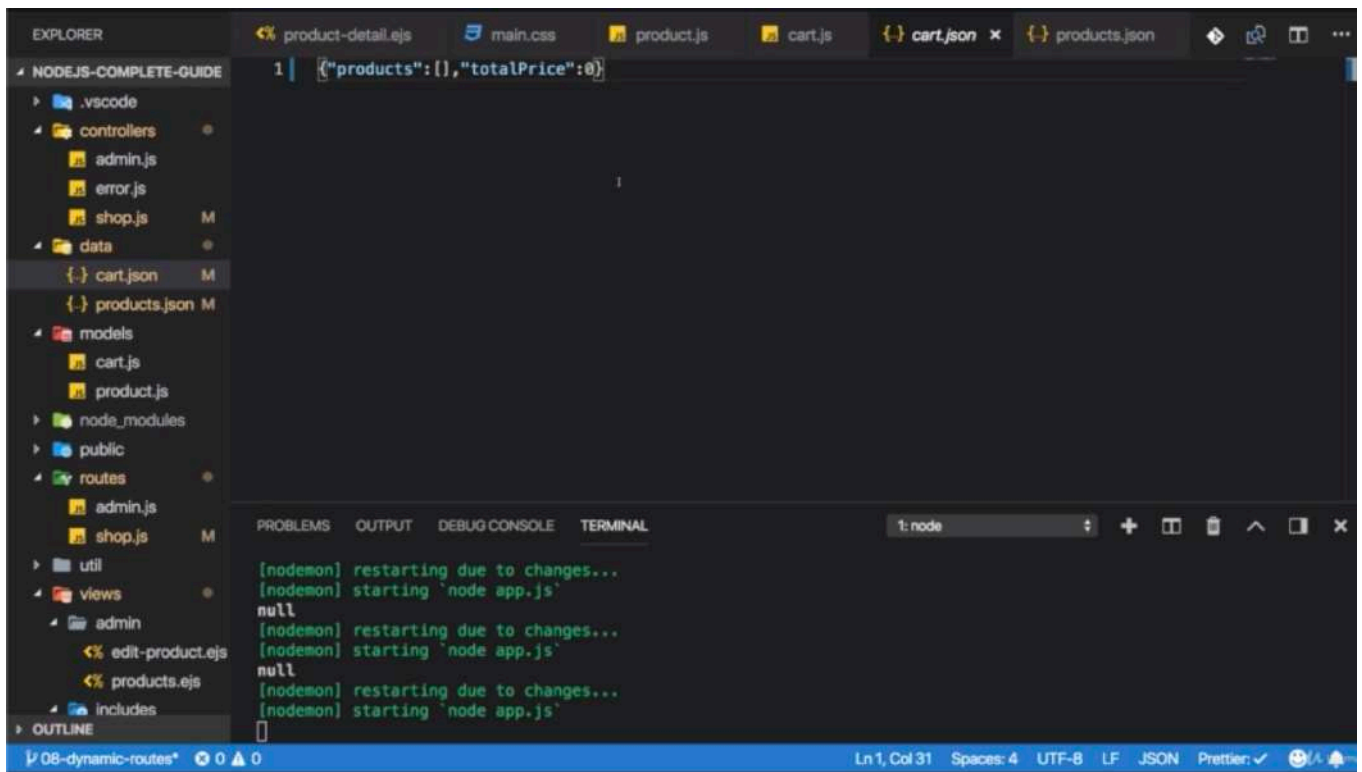 EXPLORER
product-detail.ejs
main.css
product.js
cart.js
cart.json
products.json
NODEJS-COMPLETE-GUIDE
.vscode
controllers
admin.js
error.js
shop.js M
data
cart.json M
products.json M
models
cart.js
product.js
node_modules
public
routes
admin.js
shop.js M
util
views
admin
edit-product.ejs
products.ejs
includes
OUTLINE
1 {"products":[],"totalPrice":0}
PROBLEMS OUTPUT DEBUG CONSOLE TERMINAL
1: node
[nodemon] restarting due to changes...
[nodemon] starting `node app.js`
null
[nodemon] restarting due to changes...
[nodemon] starting `node app.js`
null
[nodemon] restarting due to changes...
[nodemon] starting `node app.js`
08-dynamic-routes* 0 0 Ln 1, Col 31 Spaces: 4 UTF-8 LF JSON Prettier: ✓